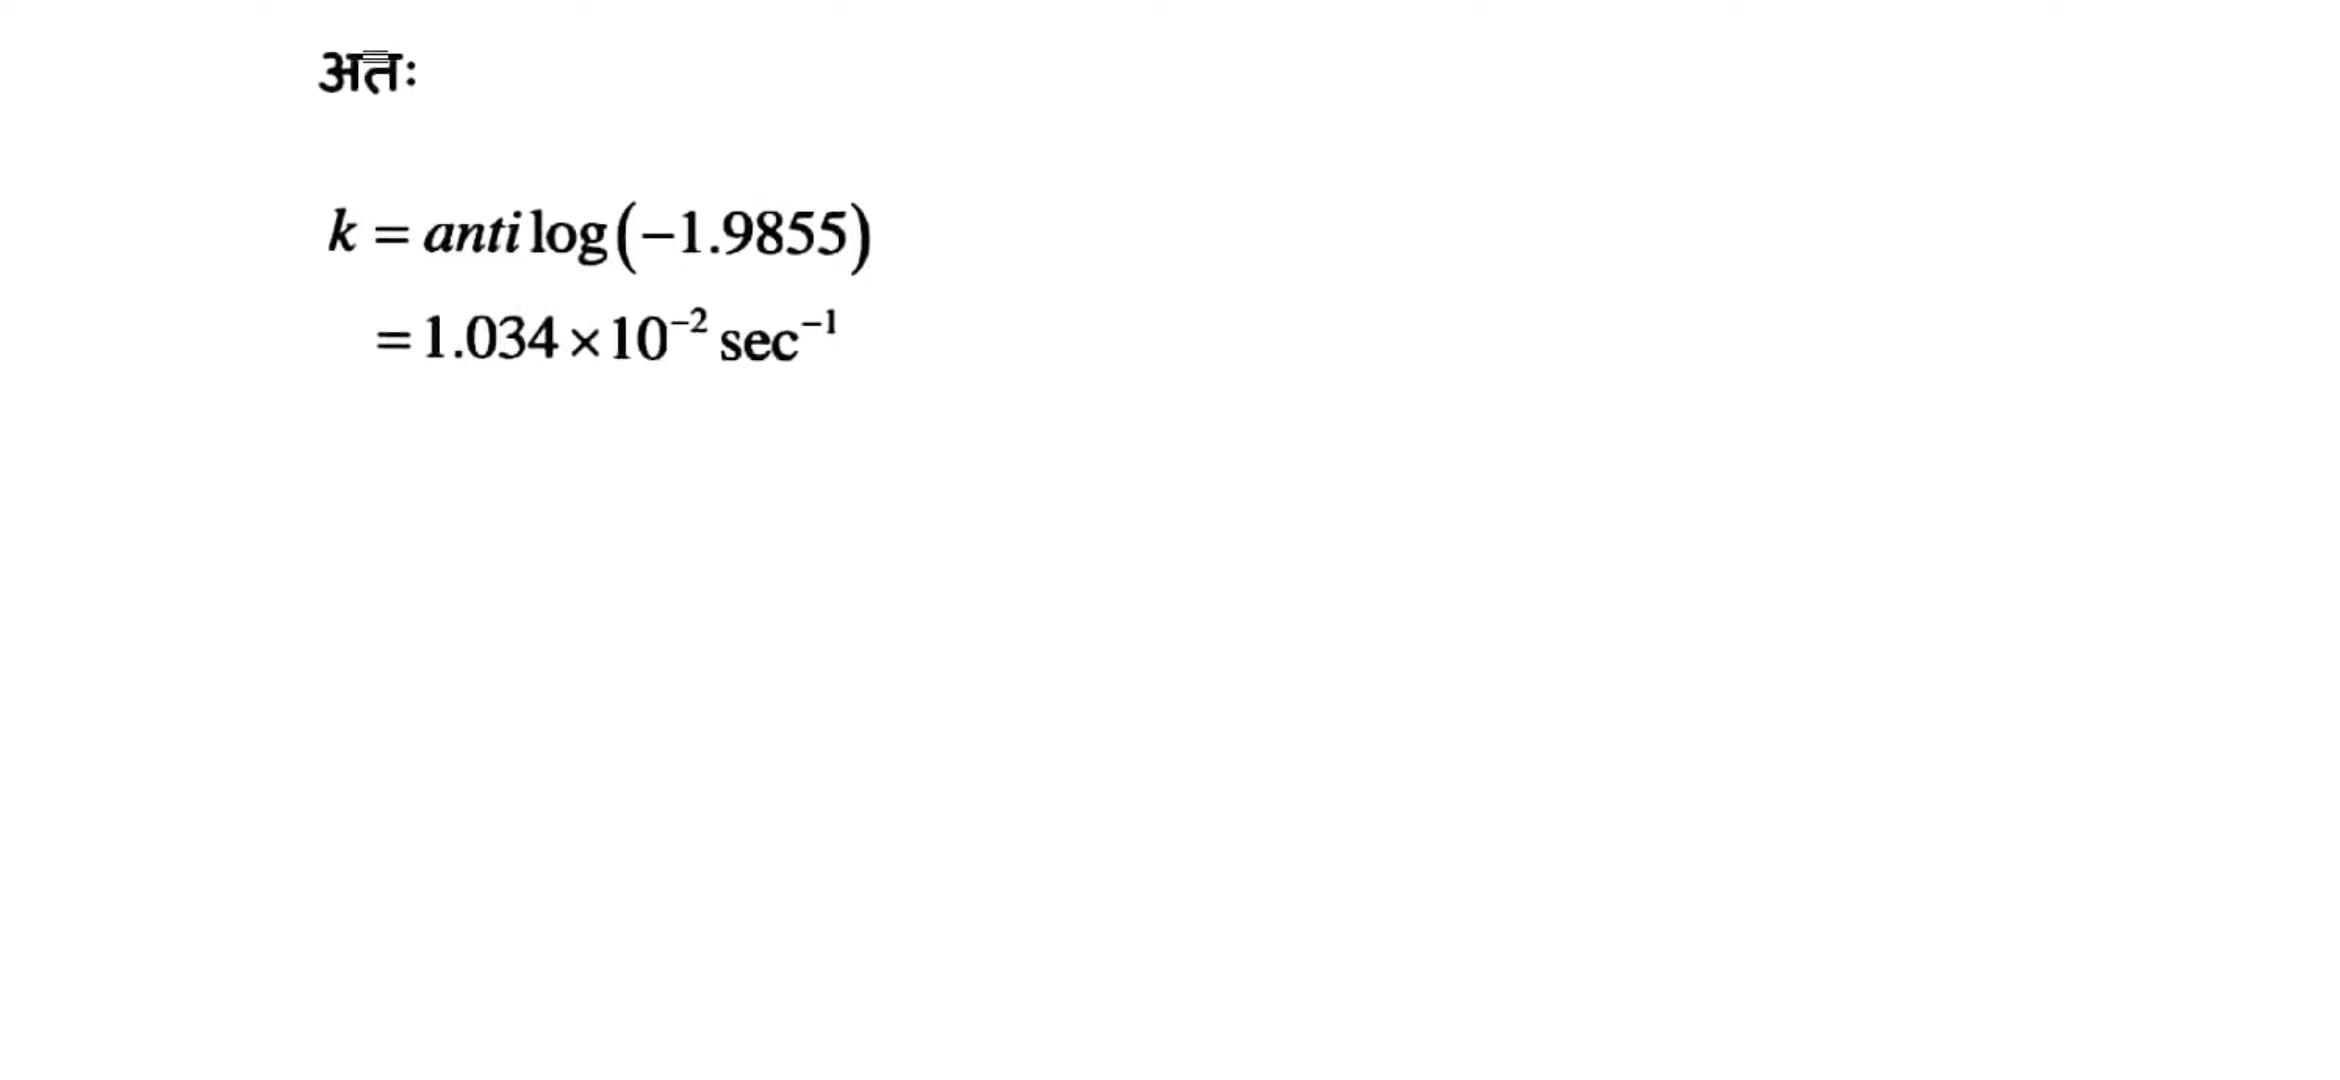 अतः
k = anti log(−1.9855)
= 1.034 × 10⁻² sec⁻¹